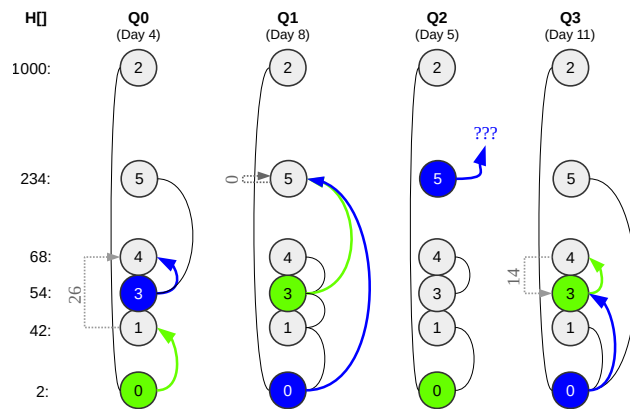 H[] Q0 Q1 Q2 Q3
(Day 4) (Day 8) (Day 5) (Day 11)
1000: 2 2 2 2
234: 5 0 5 5 ??? 5
68: 4 4 4 4
54: 26 3 3 3 14 3
42: 1 1 1 1
2: 0 0 0 0